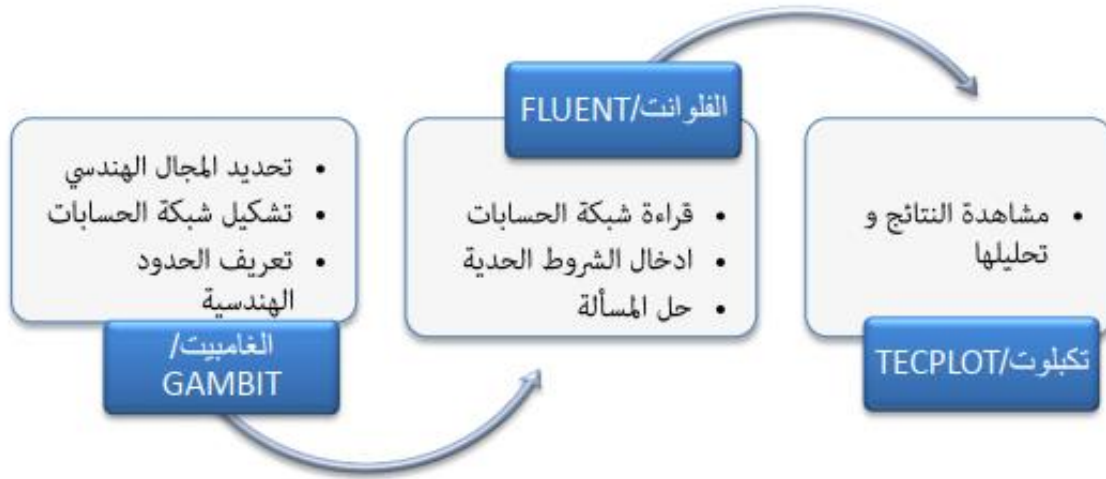 تحديد المجال الهندسي
تشكيل شبكة الحسابات
تعريف الحدود
الهندسية
الغامبيت/
GAMBIT
الفلوانت/FLUENT
قراءة شبكة الحسابات
ادخال الشروط الحدية
حل المسألة
مشاهدة النتائج و
تحليلها
تكبلوت/TECPLOT